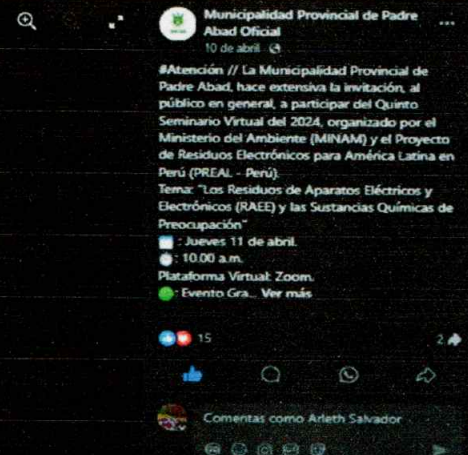 Municipalidad Provincial de Padre
Abad Oficial
10 de abril
#Atención // La Municipalidad Provincial de
Padre Abad, hace extensiva la invitación, al
público en general, a participar del Quinto
Seminario Virtual del 2024, organizado por el
Ministerio del Ambiente (MINAM) y el Proyecto
de Residuos Electrónicos para América Latina en
Perú (PREAL - Perú).
Tema: "Los Residuos de Aparatos Eléctricos y
Electrónicos (RAEE) y las Sustancias Químicas de
Preocupación"
: Jueves 11 de abril.
: 10.00 a.m.
Plataforma Virtual: Zoom.
: Evento Gra... Ver más
15
2
Comentas como Arleth Salvador